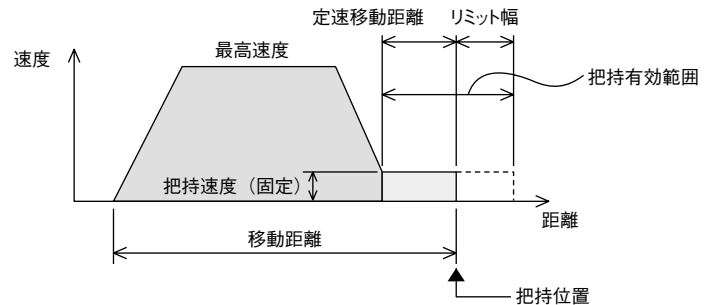 定速移動距離
リミット幅
最高速度
速度
把持有効範囲
把持速度（固定）
距離
移動距離
把持位置